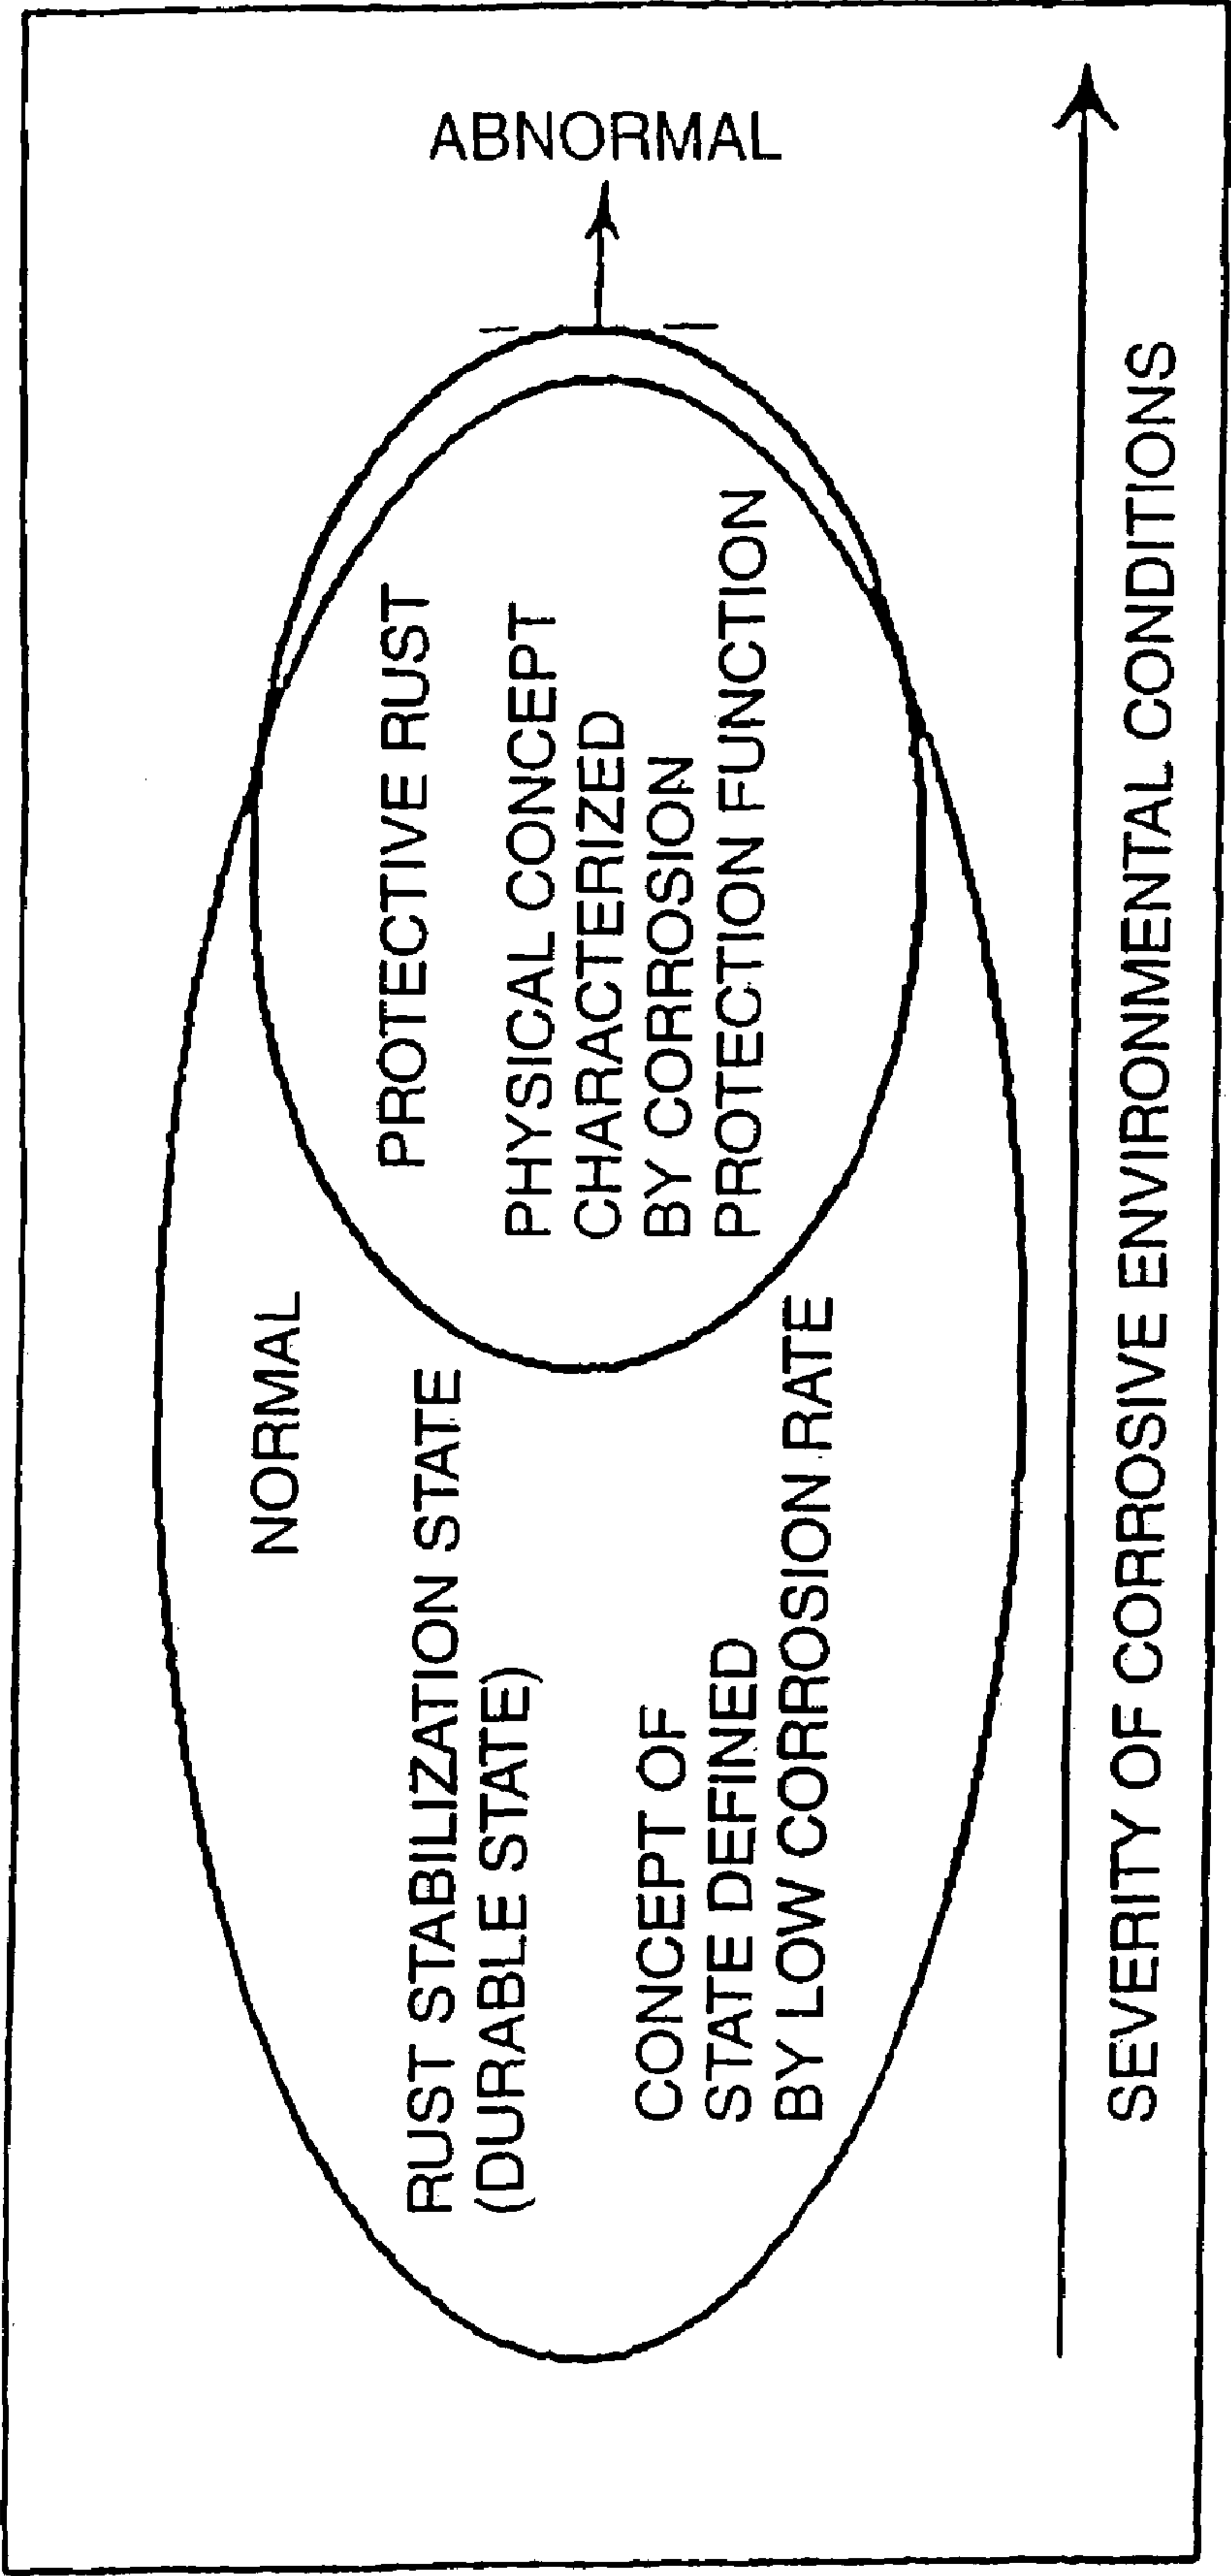 NORMAL
RUST STABILIZATION STATE
(DURABLE STATE)
CONCEPT OF
STATE DEFINED
BY LOW CORROSION RATE
PROTECTIVE RUST
PHYSICAL CONCEPT
CHARACTERIZED
BY CORROSION
PROTECTION FUNCTION
ABNORMAL
SEVERITY OF CORROSIVE ENVIRONMENTAL CONDITIONS